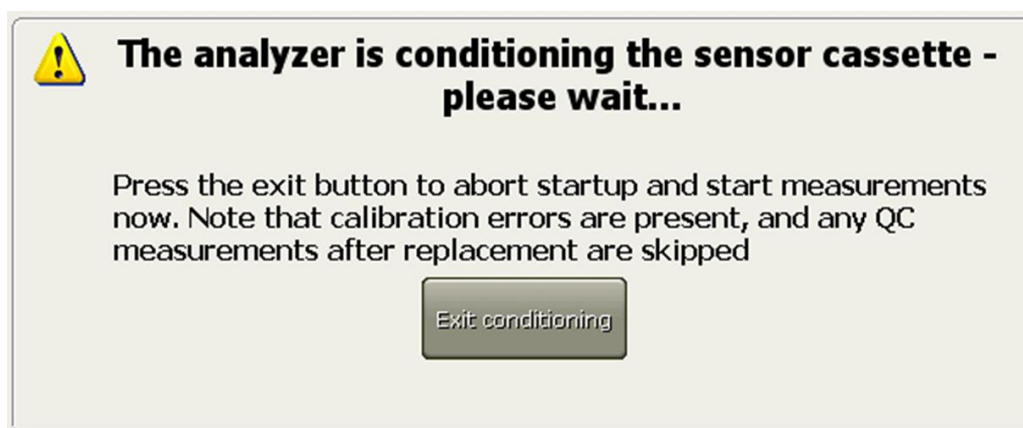 The analyzer is conditioning the sensor cassette -
please wait...
Press the exit button to abort startup and start measurements
now. Note that calibration errors are present, and any QC
measurements after replacement are skipped
Exit conditioning